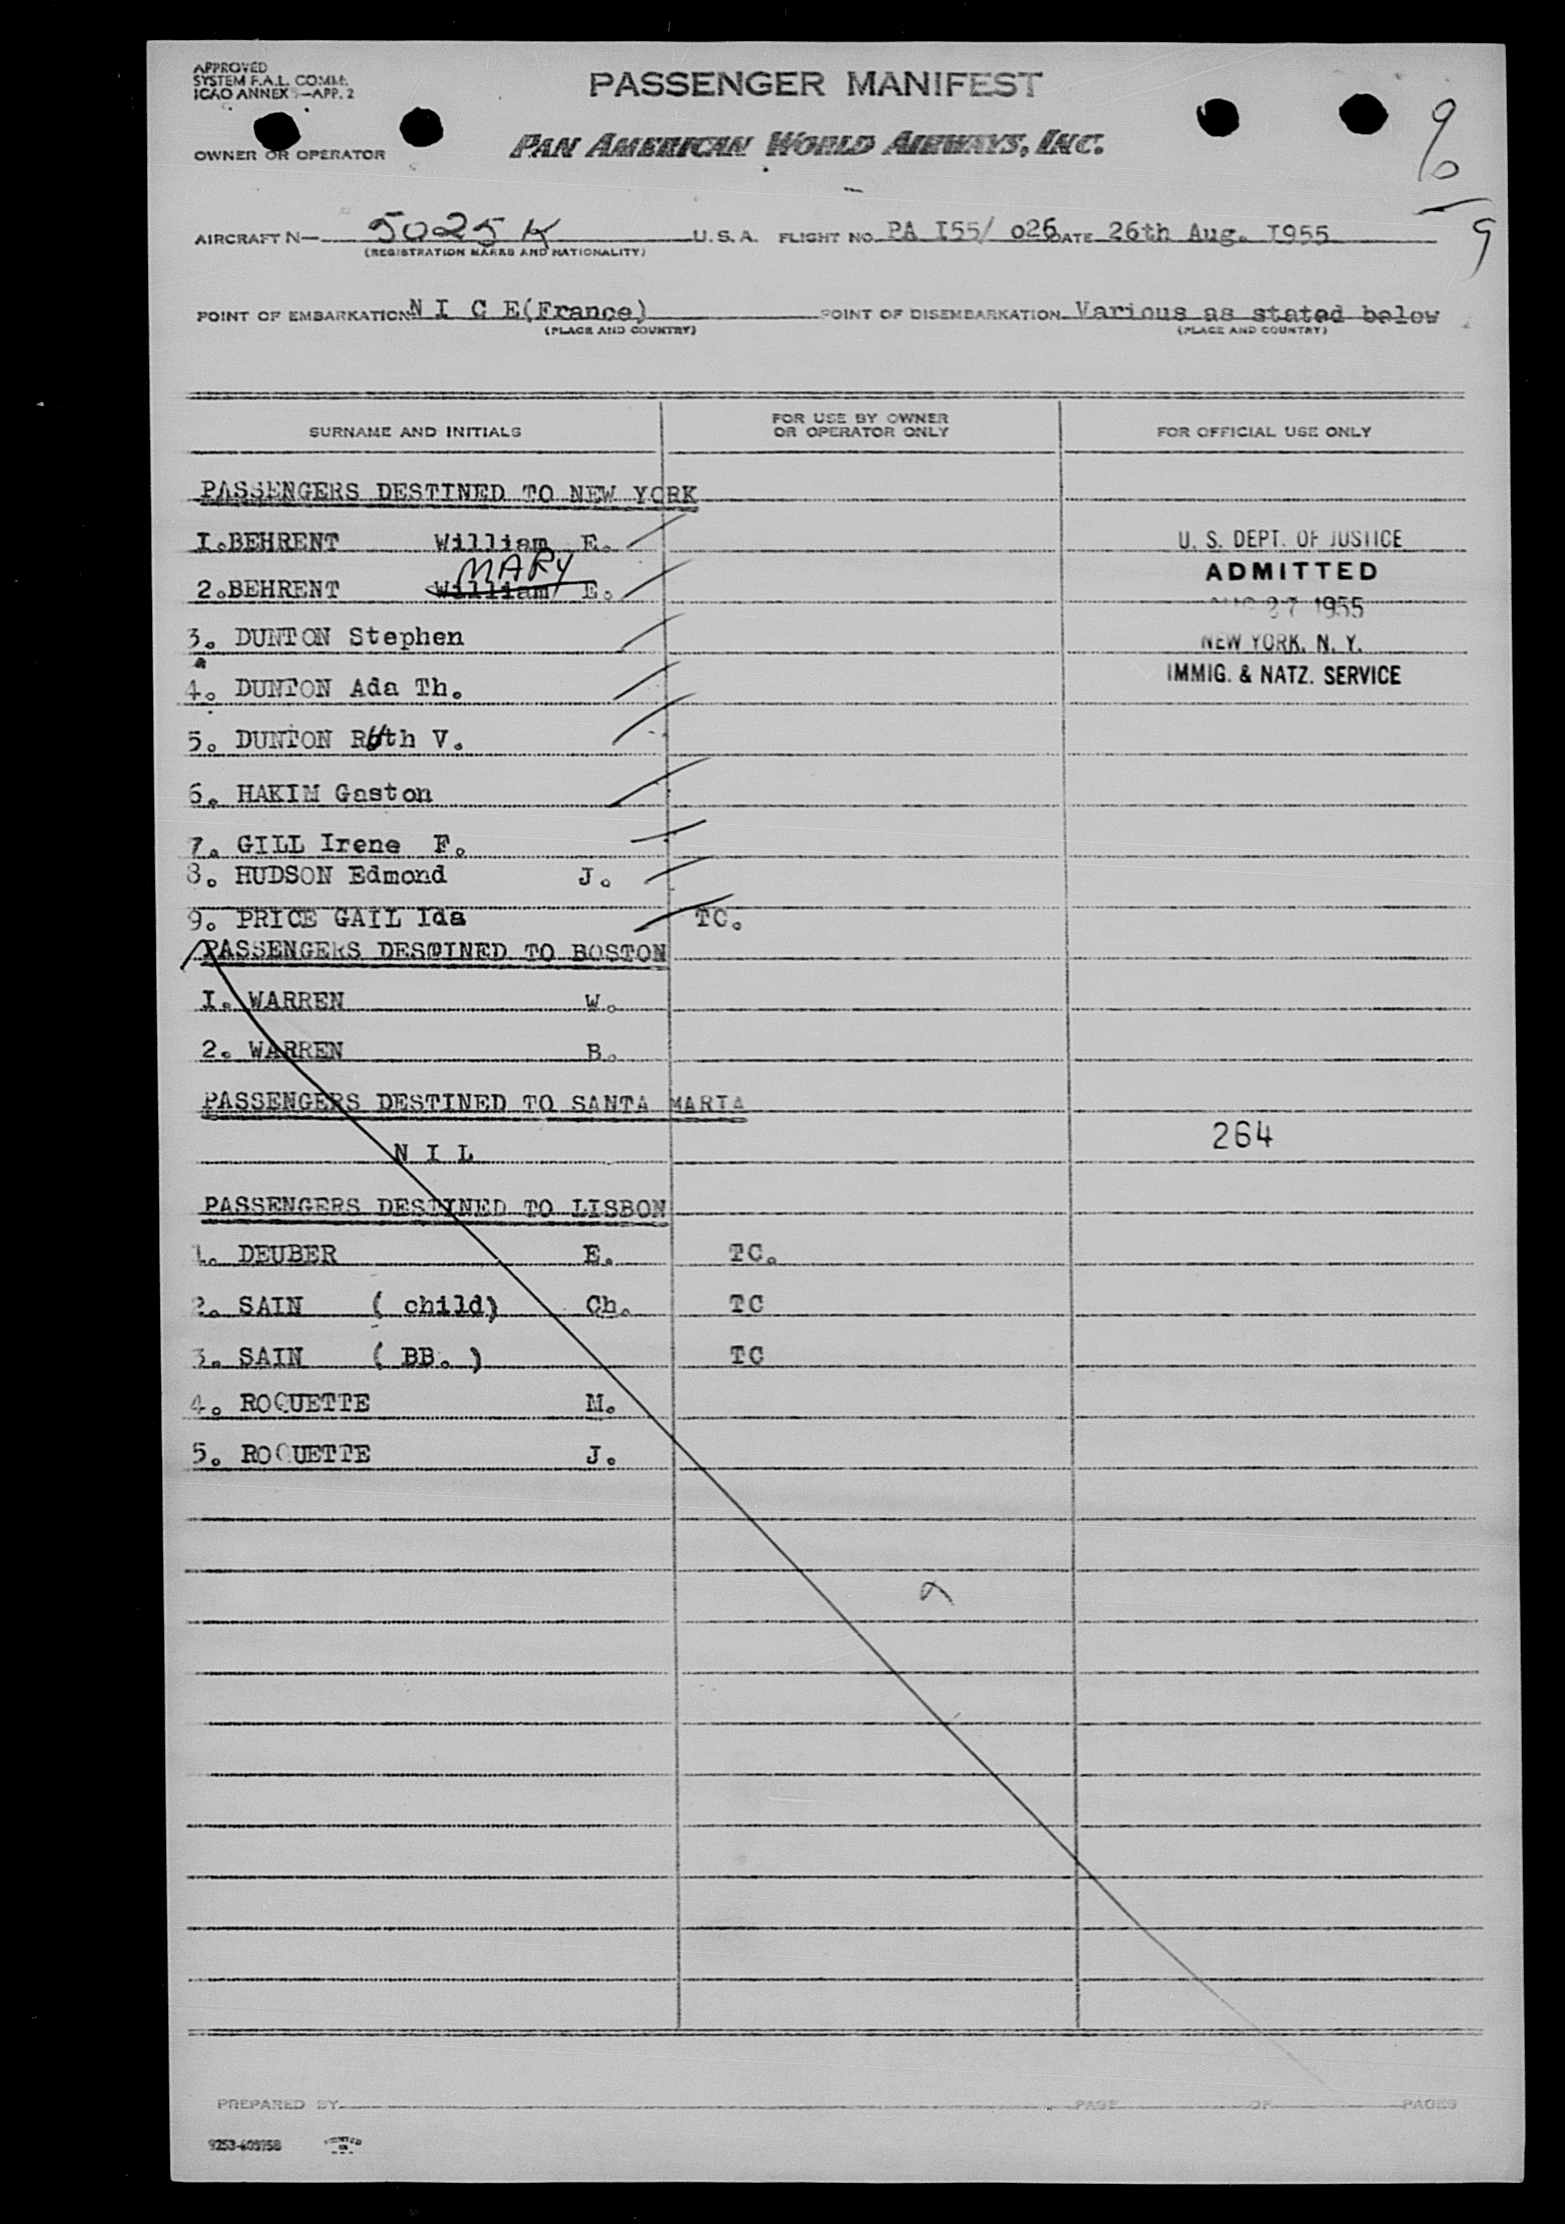 APPROVED
SYSTEM F.A.L. COMM.
ICAO ANNEX 9—APP. 2
PASSENGER MANIFEST
OWNER OR OPERATOR
PAN AMERICAN WORLD AIRWAYS, INC.
9
AIRCRAFT N— 5025 K U.S.A. FLIGHT NO. PA I55/ 026 DATE 26th Aug. I955
(REGISTRATION MARKS AND NATIONALITY)
POINT OF EMBARKATION N I C E(France) POINT OF DISEMBARKATION Various as stated below
(PLACE AND COUNTRY) (PLACE AND COUNTRY)
SURNAME AND INITIALS
FOR USE BY OWNER
OR OPERATOR ONLY
FOR OFFICIAL USE ONLY
PASSENGERS DESTINED TO NEW YORK
I.BEHRENT William E.
MARY
2.BEHRENT William E.
3. DUNTON Stephen
4. DUNTON Ada Th.
5. DUNTON Ruth V.
6. HAKIM Gaston
7. GILL Irene F.
8. HUDSON Edmond J.
9. PRICE GAIL Ida TC.
U. S. DEPT. OF JUSTICE
ADMITTED
AUG 27 1955
NEW YORK, N. Y.
IMMIG. & NATZ. SERVICE
PASSENGERS DESTINED TO BOSTON
I. WARREN W.
2. WARREN B.
PASSENGERS DESTINED TO SANTA MARIA
N I L
264
PASSENGERS DESTINED TO LISBON
1. DEUBER E. TC.
2. SAIN ( child) Ch. TC
3. SAIN ( BB. ) TC
4. ROQUETTE M.
5. ROQUETTE J.
PREPARED BY PAGE OF PAGES